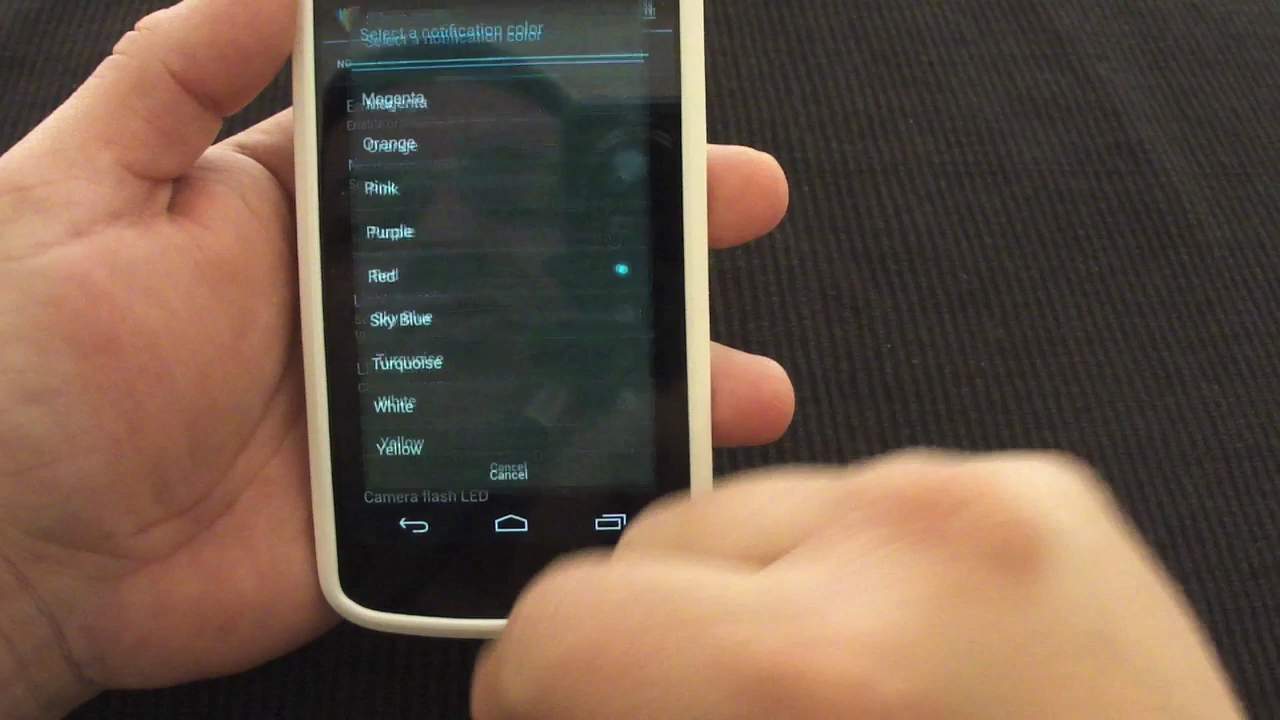 Select a notification color
Magenta
Orange
Pink
Purple
Red
Sky Blue
Turquoise
White
Yellow
Cancel
Camera flash LED